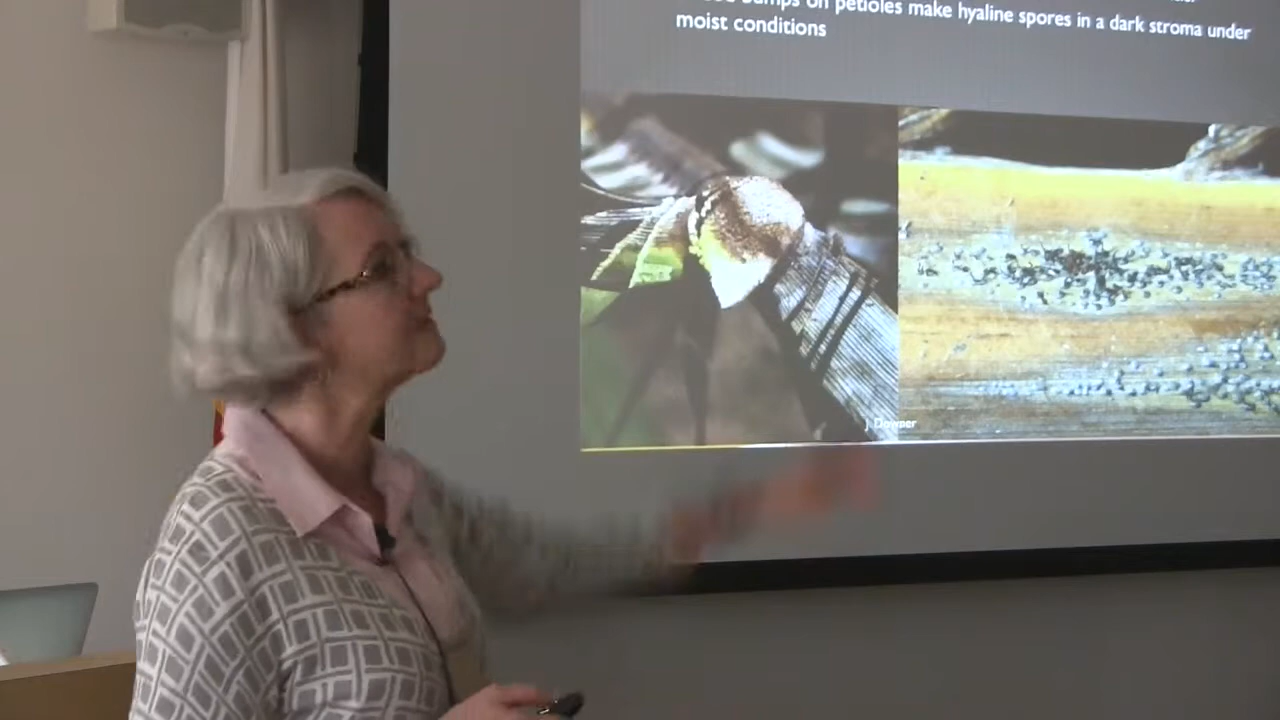 bumps on petioles make hyaline spores in a dark stroma under
moist conditions
J. Downer